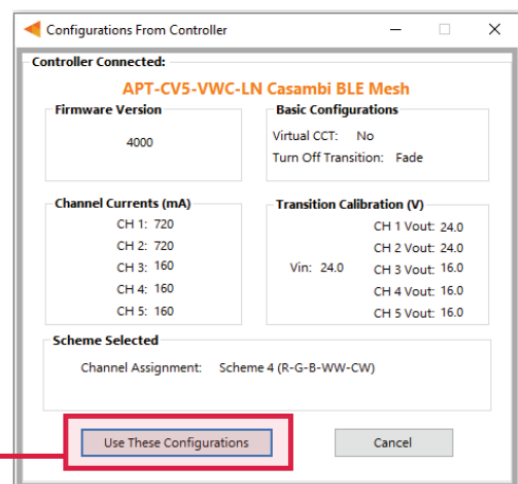 Configurations From Controller
Controller Connected:
APT-CV5-VWC-LN Casambi BLE Mesh
Firmware Version
4000
Basic Configurations
Virtual CCT: No
Turn Off Transition: Fade
Channel Currents (mA)
CH 1: 720
CH 2: 720
CH 3: 160
CH 4: 160
CH 5: 160
Transition Calibration (V)
Vin: 24.0
CH 1 Vout: 24.0
CH 2 Vout: 24.0
CH 3 Vout: 16.0
CH 4 Vout: 16.0
CH 5 Vout: 16.0
Scheme Selected
Channel Assignment: Scheme 4 (R-G-B-WW-CW)
Use These Configurations
Cancel